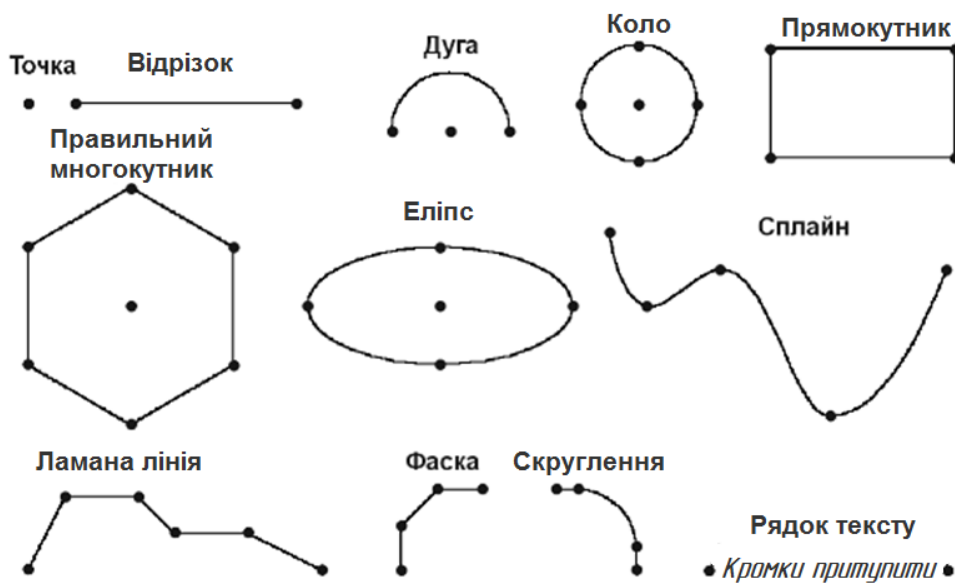 Точка
Відрізок
Дуга
Коло
Прямокутник
Правильний
многокутник
Еліпс
Сплайн
Ламана лінія
Фаска
Скруглення
Рядок тексту
Кромки притупити